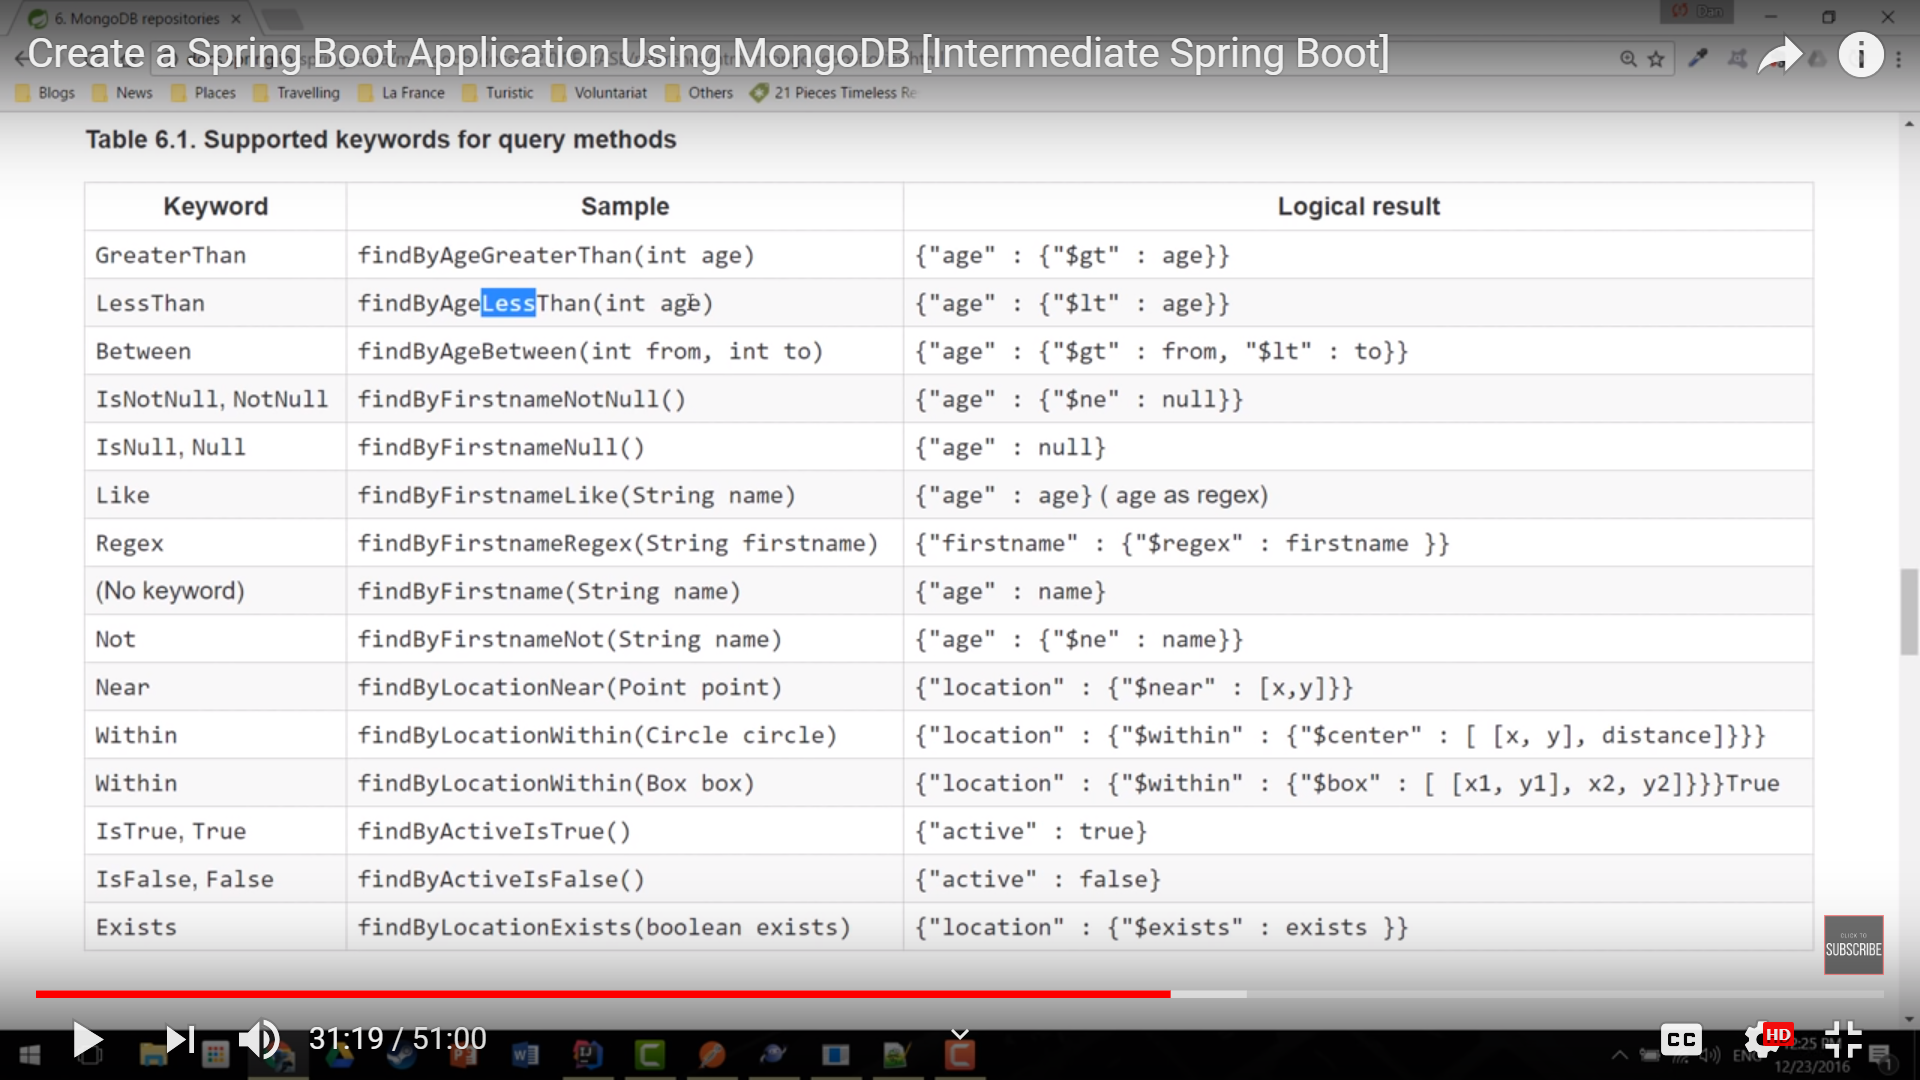 6. MongoDB repositories
Dan
Create a Spring Boot Application Using MongoDB [Intermediate Spring Boot]
Blogs News Places Travelling La France Turistic Voluntariat Others 21 Pieces Timeless Re
Table 6.1. Supported keywords for query methods
Keyword Sample Logical result
GreaterThan findByAgeGreaterThan(int age) {"age" : {"$gt" : age}}
LessThan findByAgeLessThan(int age) {"age" : {"$lt" : age}}
Between findByAgeBetween(int from, int to) {"age" : {"$gt" : from, "$lt" : to}}
IsNotNull, NotNull findByFirstnameNotNull() {"age" : {"$ne" : null}}
IsNull, Null findByFirstnameNull() {"age" : null}
Like findByFirstnameLike(String name) {"age" : age} ( age as regex)
Regex findByFirstnameRegex(String firstname) {"firstname" : {"$regex" : firstname }}
(No keyword) findByFirstname(String name) {"age" : name}
Not findByFirstnameNot(String name) {"age" : {"$ne" : name}}
Near findByLocationNear(Point point) {"location" : {"$near" : [x,y]}}
Within findByLocationWithin(Circle circle) {"location" : {"$within" : {"$center" : [ [x, y], distance]}}}
Within findByLocationWithin(Box box) {"location" : {"$within" : {"$box" : [ [x1, y1], x2, y2]}}}True
IsTrue, True findByActiveIsTrue() {"active" : true}
IsFalse, False findByActiveIsFalse() {"active" : false}
Exists findByLocationExists(boolean exists) {"location" : {"$exists" : exists }}
CLICK TO
SUBSCRIBE
31:19 / 51:00
CC HD
12/23/2016